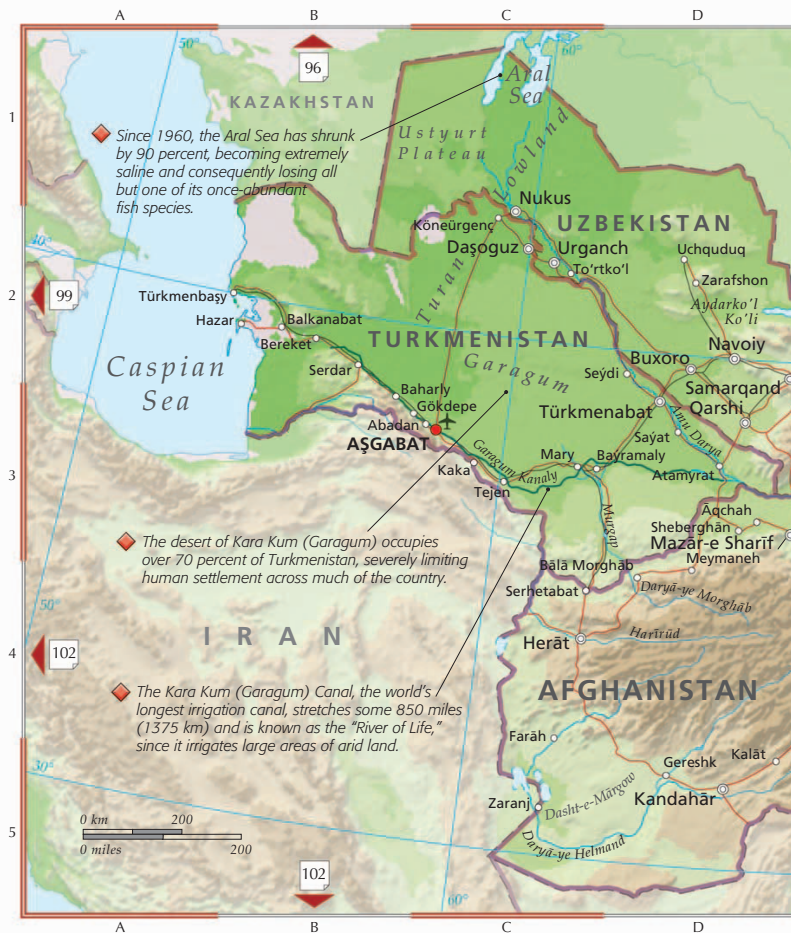 A
B
C
D
50°
96
60°
KAZAKHSTAN
Aral
Sea
1
Since 1960, the Aral Sea has shrunk
by 90 percent, becoming extremely
saline and consequently losing all
but one of its once-abundant
fish species.
Ustyurt
Plateau
Turan Lowland
Nukus
Köneürgenç
UZBEKISTAN
Daşoguz
Urganch
To'rtko'l
Uchquduq
Zarafshon
Aydarko'l
Ko'li
40°
2
99
Türkmenbaşy
Hazar
Balkanabat
Bereket
TURKMENISTAN
Garagum
Navoiy
Buxoro
Samarqand
Qarshi
Seýdi
Türkmenabat
Caspian
Sea
Serdar
Baharly
Gökdepe
Abadan
AŞGABAT
Saýat
Amu Darya
3
Kaka
Garagum Kanaly
Tejen
Mary
Bayramaly
Atamyrat
Murgap
Āqchah
Sheberghān
Mazār-e Sharīf
Meymaneh
The desert of Kara Kum (Garagum) occupies
over 70 percent of Turkmenistan, severely limiting
human settlement across much of the country.
Bālā Morghāb
Serhetabat
Daryā-ye Morghāb
50°
IRAN
4
102
Herāt
Harīrūd
AFGHANISTAN
The Kara Kum (Garagum) Canal, the world's
longest irrigation canal, stretches some 850 miles
(1375 km) and is known as the "River of Life,"
since it irrigates large areas of arid land.
Farāh
Gereshk
Kalāt
30°
Zaranj
Dasht-e-Mārgow
Kandahār
Daryā-ye Helmand
5
0 km 200
0 miles 200
102
60°
A
B
C
D